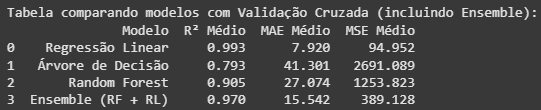 Tabela comparando modelos com Validação Cruzada (incluindo Ensemble):
Modelo R² Médio MAE Médio MSE Médio
0 Regressão Linear 0.993 7.920 94.952
1 Árvore de Decisão 0.793 41.301 2691.089
2 Random Forest 0.905 27.074 1253.823
3 Ensemble (RF + RL) 0.970 15.542 389.128